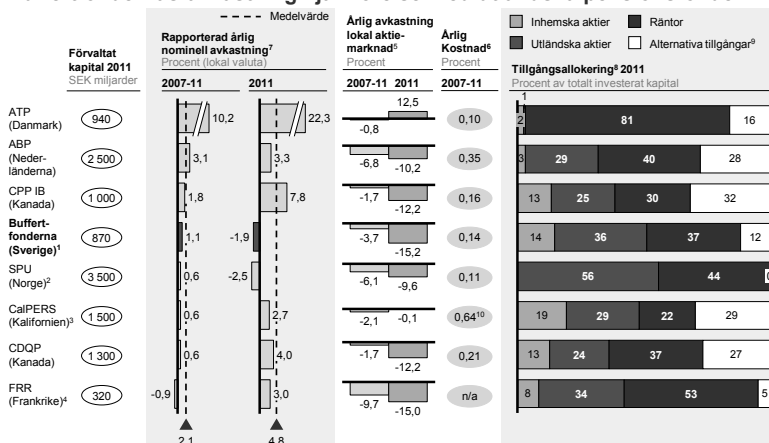 Medelvärde
Förvaltat
kapital 2011
SEK miljarder
Rapporterad årlig
nominell avkastning7
Procent (lokal valuta)
2007-11 2011
Årlig avkastning
lokal aktie-
marknad5
Procent
2007-11 2011
Årlig
Kostnad6
Procent
2007-11
Inhemska aktier
Räntor
Utländska aktier
Alternativa tillgångar9
Tillgångsallokering8 2011
Procent av totalt investerat kapital
ATP
(Danmark)
940 10,2 22,3 -0,8 12,5 0,10 2 1 81 16
ABP
(Neder-
länderna)
2 500 3,1 3,3 -6,8 -10,2 0,35 3 29 40 28
CPP IB
(Kanada)
1 000 1,8 7,8 -1,7 -12,2 0,16 13 25 30 32
Buffert-
fonderna
(Sverige)1
870 1,1 -1,9 -3,7 -15,2 0,14 14 36 37 12
SPU
(Norge)2
3 500 0,6 -2,5 -6,1 -9,6 0,11 56 44
CalPERS
(Kalifornien)3
1 500 0,6 2,7 -2,1 -0,1 0,6410 19 29 22 29
CDQP
(Kanada)
1 300 0,6 4,0 -1,7 -12,2 0,21 13 24 37 27
FRR
(Frankrike)4
320 -0,9 3,0 -9,7 -15,0 n/a 8 34 53 5
2,1 4,8